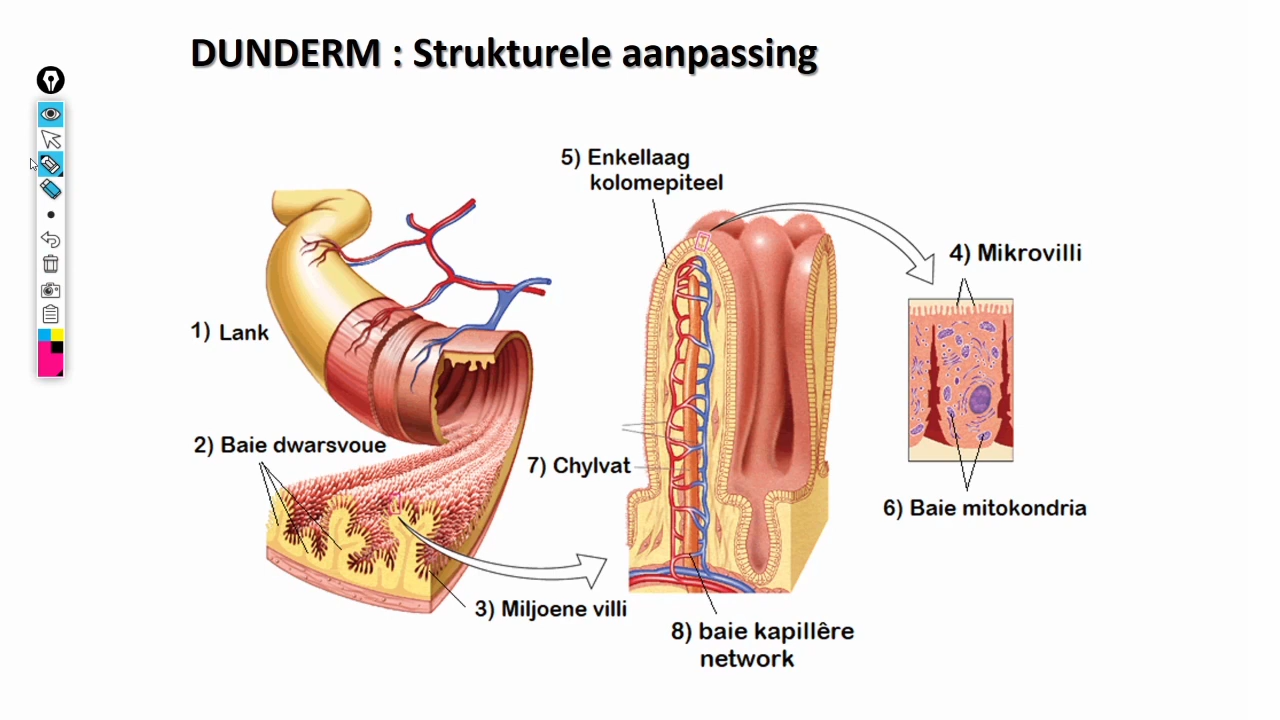 DUNDERM : Strukturele aanpassing
5) Enkellaag
kolomepiteel
4) Mikrovilli
1) Lank
2) Baie dwarsvoue
7) Chylvat
6) Baie mitokondria
3) Miljoene villi
8) baie kapillêre
network